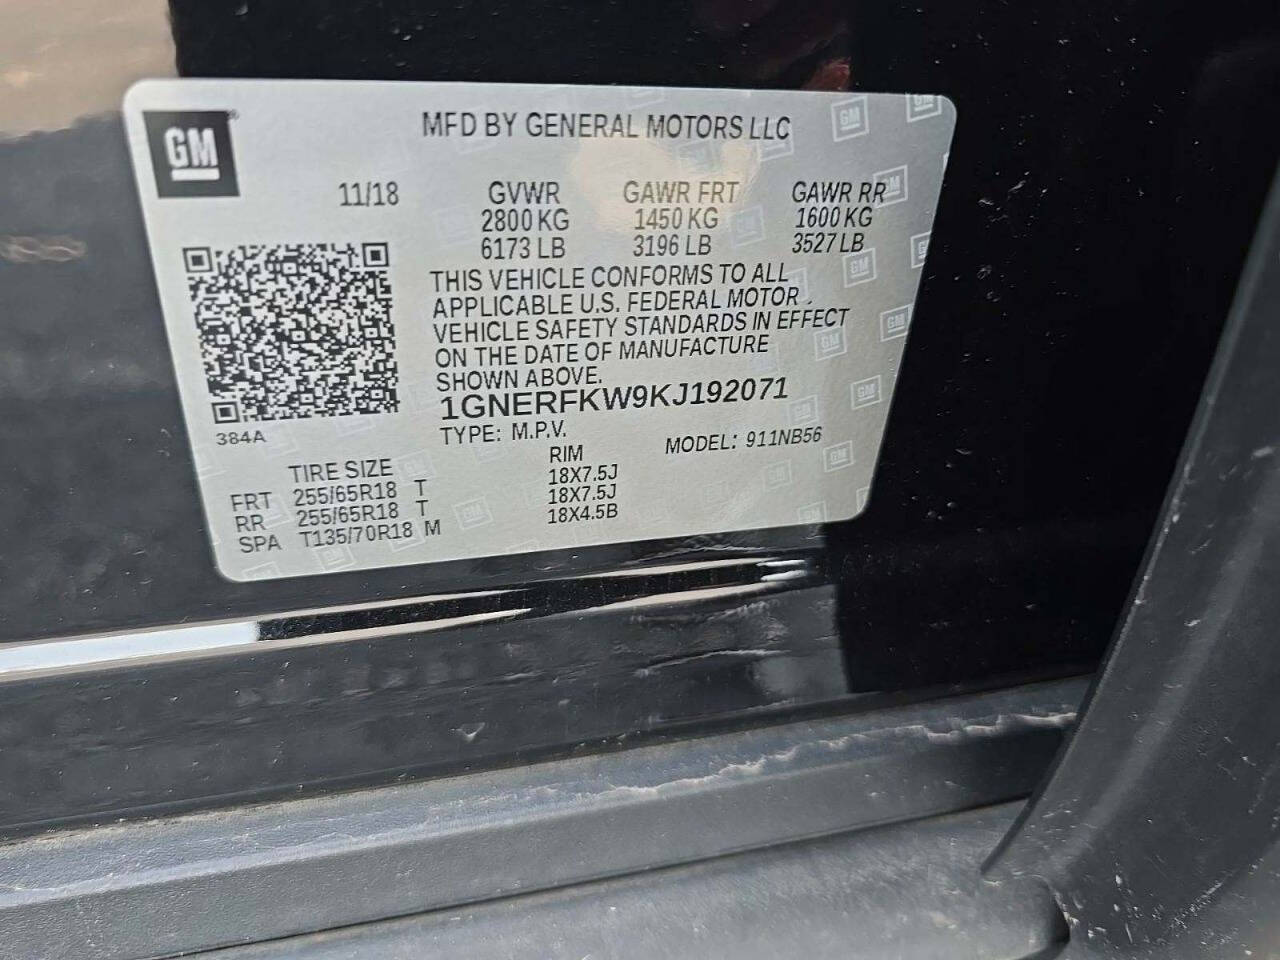 GM
MFD BY GENERAL MOTORS LLC
11/18 GVWR GAWR FRT GAWR RR
2800 KG 1450 KG 1600 KG
6173 LB 3196 LB 3527 LB
THIS VEHICLE CONFORMS TO ALL
APPLICABLE U.S. FEDERAL MOTOR
VEHICLE SAFETY STANDARDS IN EFFECT
ON THE DATE OF MANUFACTURE
SHOWN ABOVE.
1GNERFKW9KJ192071
384A
TYPE: M.P.V. MODEL: 911NB56
TIRE SIZE RIM
FRT 255/65R18 T 18X7.5J
RR 255/65R18 T 18X7.5J
SPA T135/70R18 M 18X4.5B